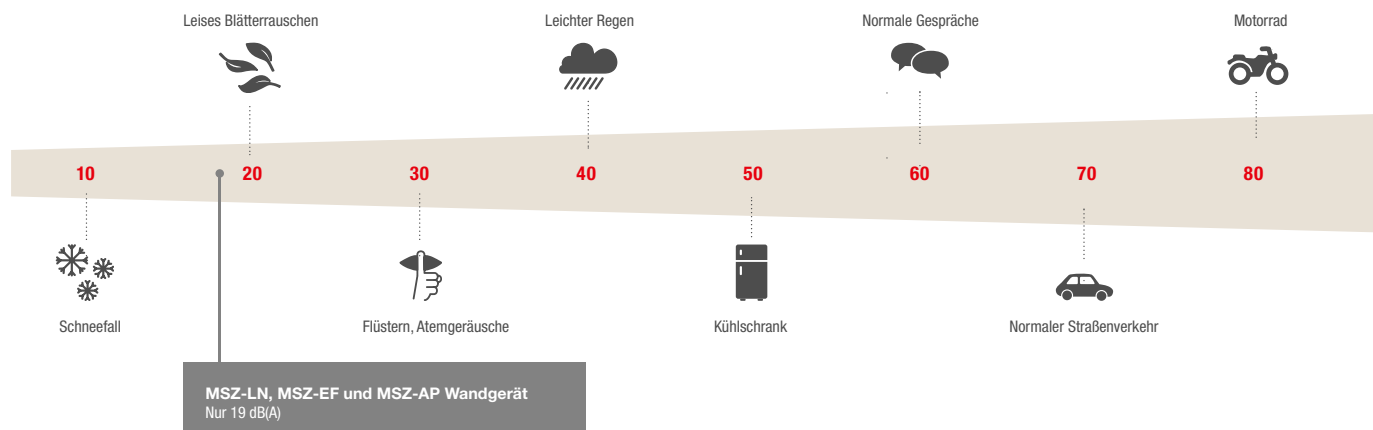 Leises Blätterrauschen
Leichter Regen
Normale Gespräche
Motorrad
10
20
30
40
50
60
70
80
Schneefall
Flüstern, Atemgeräusche
Kühlschrank
Normaler Straßenverkehr
MSZ-LN, MSZ-EF und MSZ-AP Wandgerät
Nur 19 dB(A)